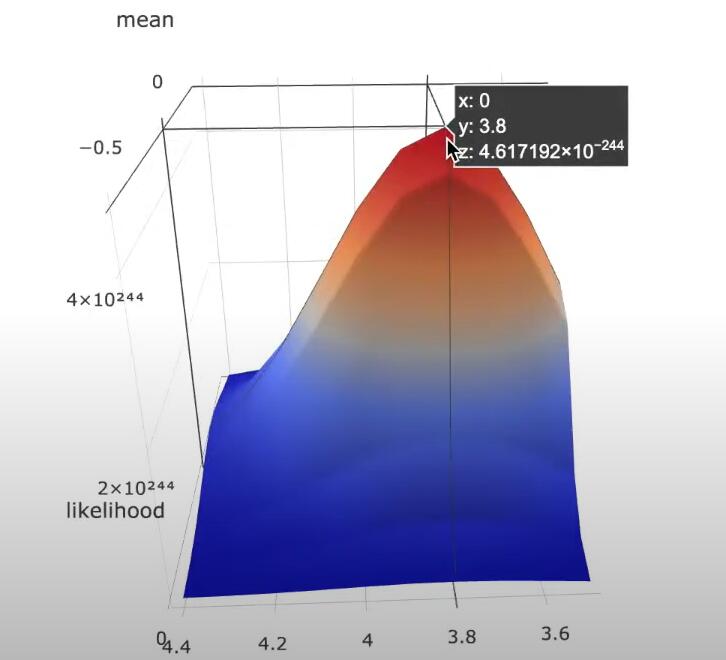 mean
0
−0.5
x: 0
y: 3.8
z: 4.617192×10⁻²⁴⁴
4×10²⁴⁴
2×10²⁴⁴
likelihood
0
4.4
4.2
4
3.8
3.6